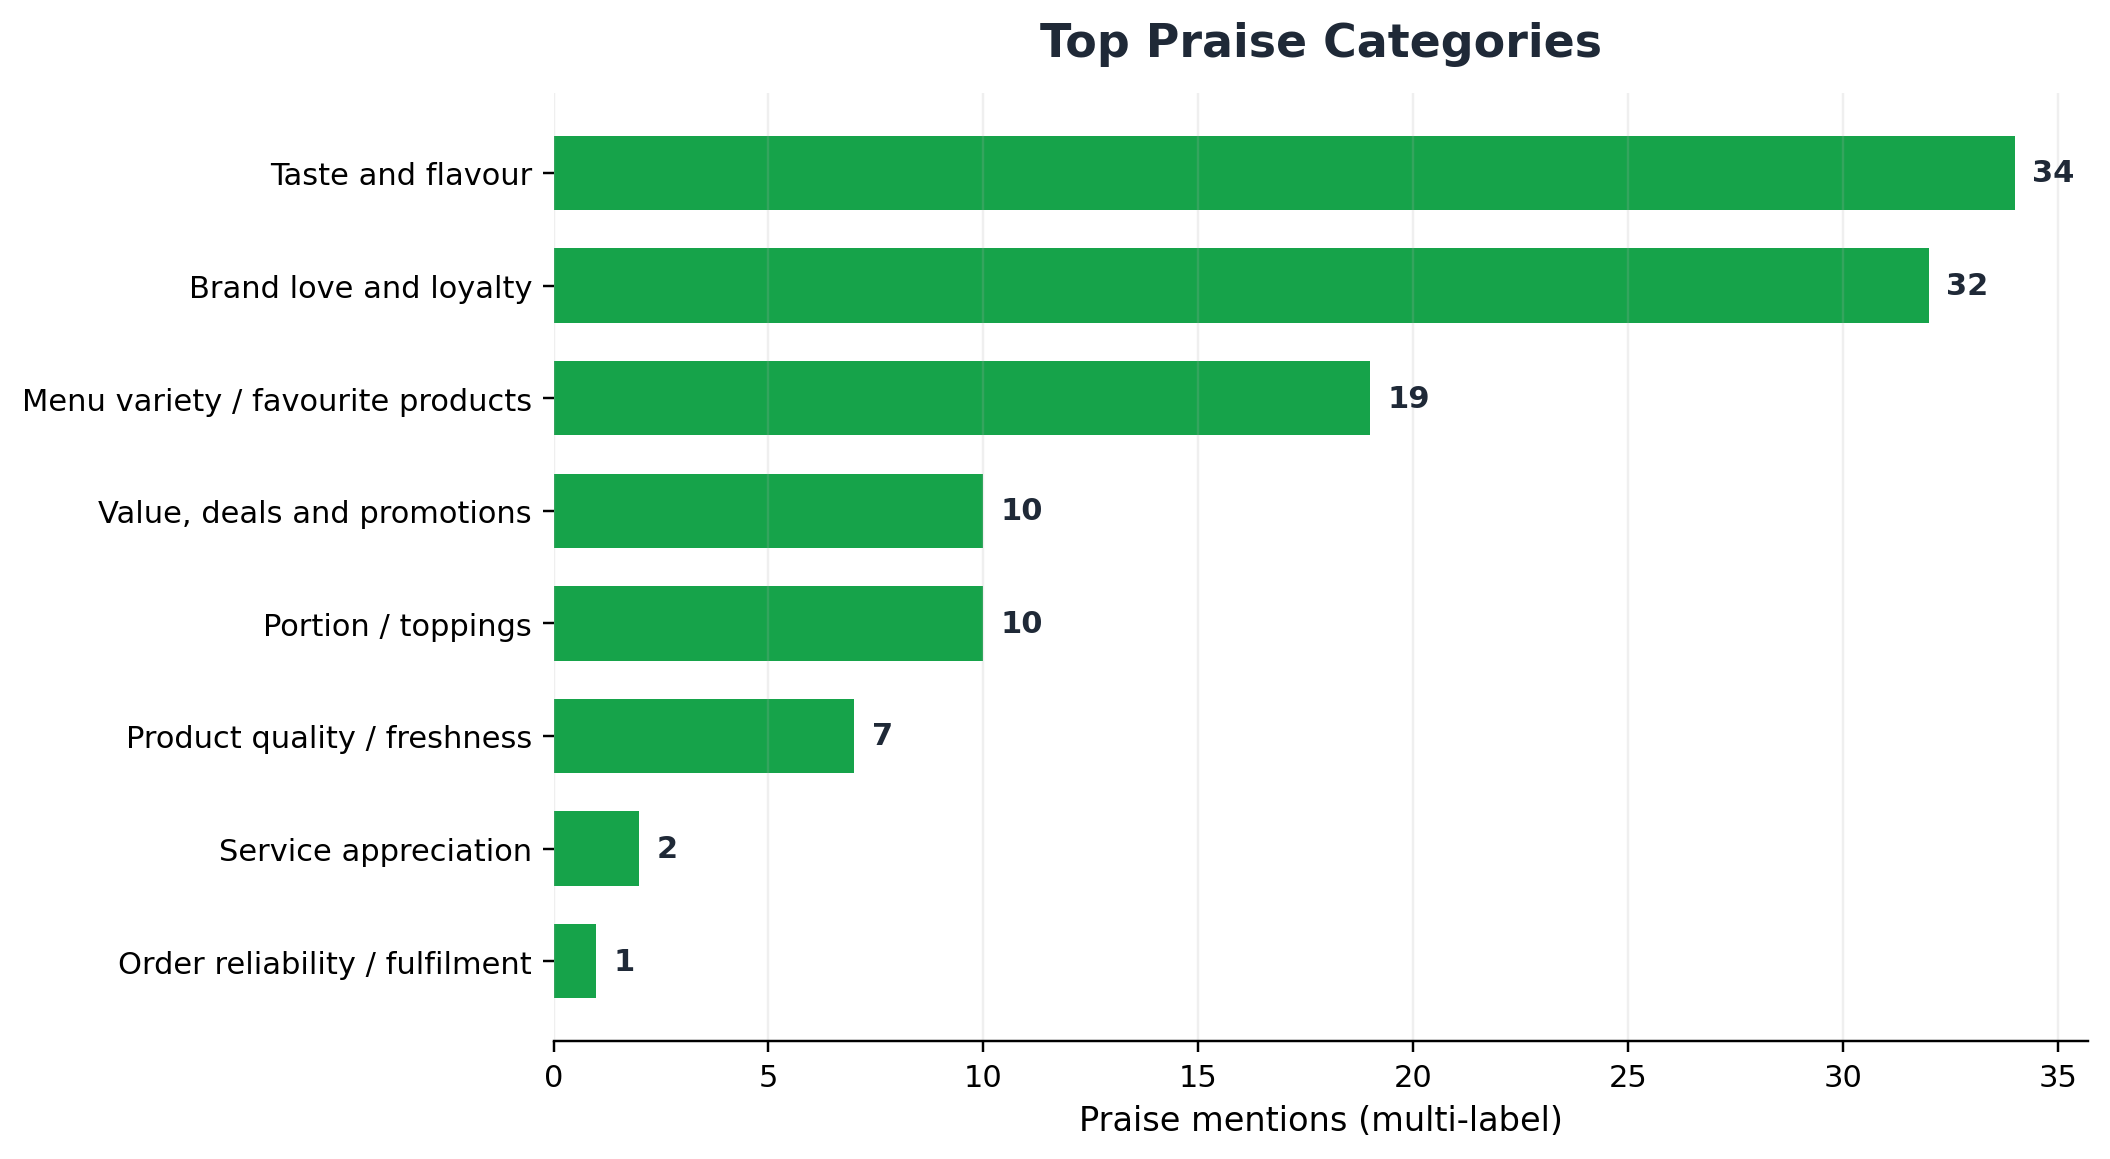 Top Praise Categories
Taste and flavour 34
Brand love and loyalty 32
Menu variety / favourite products 19
Value, deals and promotions 10
Portion / toppings 10
Product quality / freshness 7
Service appreciation 2
Order reliability / fulfilment 1
0 5 10 15 20 25 30 35
Praise mentions (multi-label)